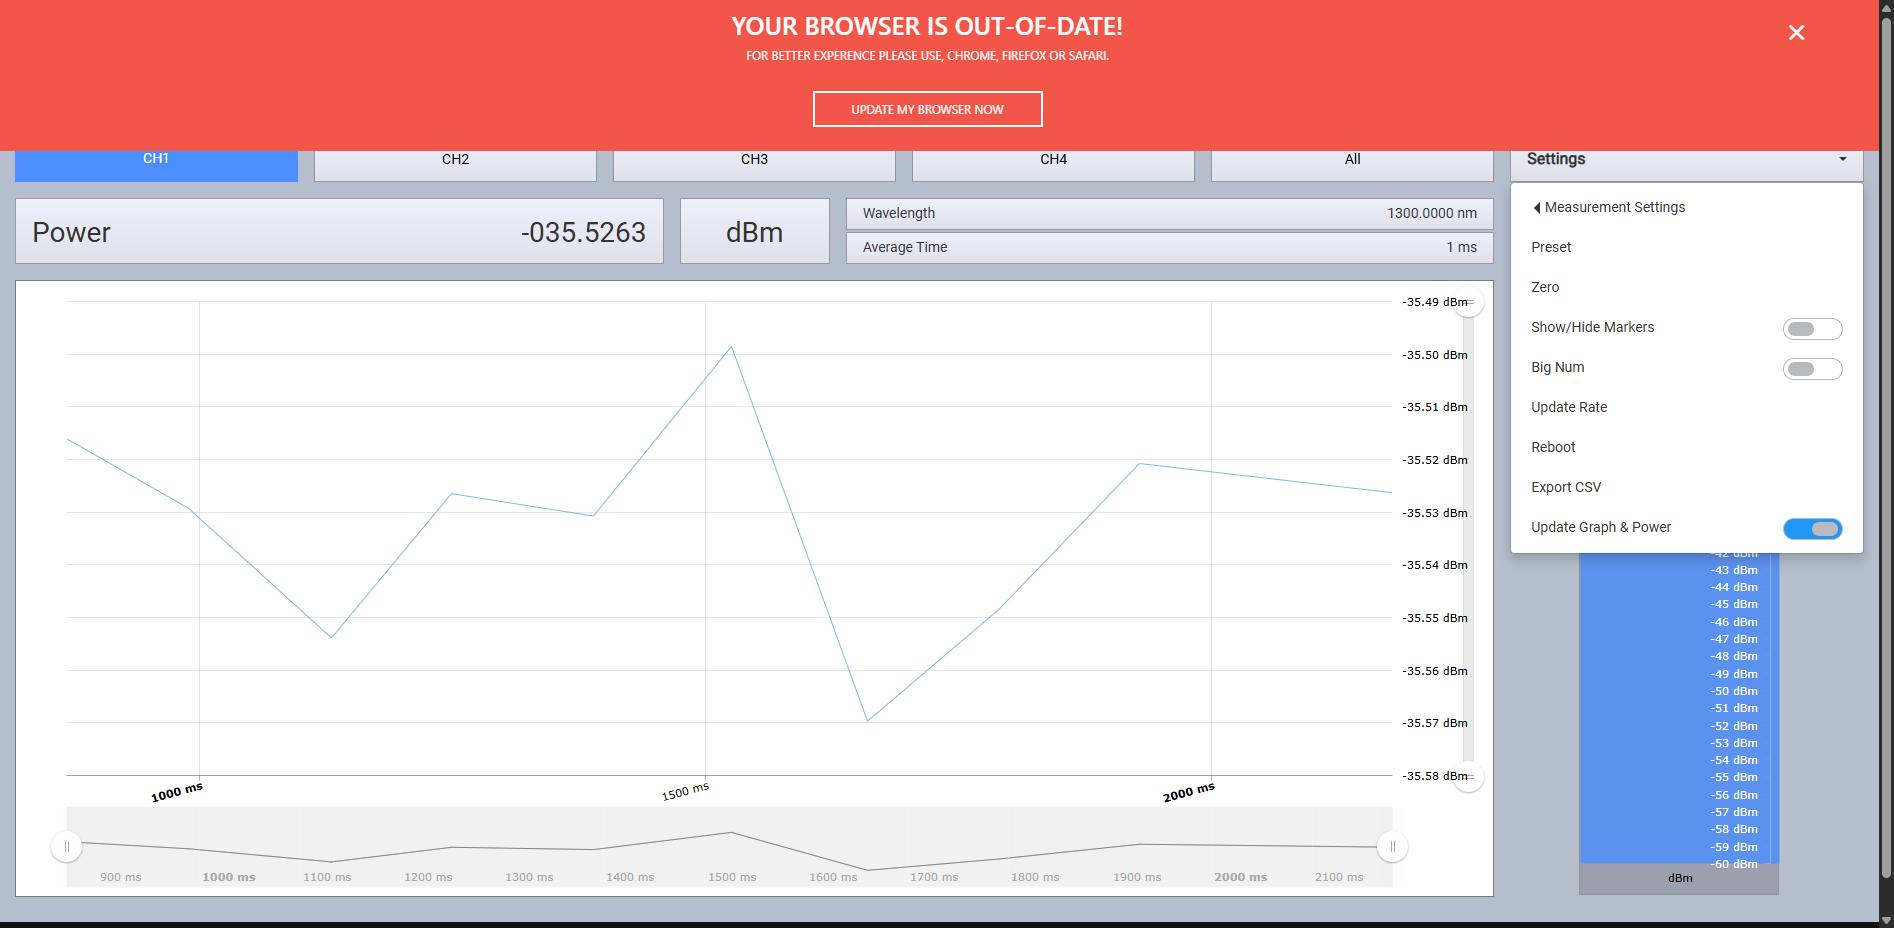 YOUR BROWSER IS OUT-OF-DATE!
FOR BETTER EXPERENCE PLEASE USE, CHROME, FIREFOX OR SAFARI.
UPDATE MY BROWSER NOW
CH1
CH2
CH3
CH4
All
Settings
Power
-035.5263
dBm
Wavelength
1300.0000 nm
Average Time
1 ms
Measurement Settings
Preset
Zero
Show/Hide Markers
Big Num
Update Rate
Reboot
Export CSV
Update Graph & Power
-35.49 dBm
-35.50 dBm
-35.51 dBm
-35.52 dBm
-35.53 dBm
-35.54 dBm
-35.55 dBm
-35.56 dBm
-35.57 dBm
-35.58 dBm
1000 ms
1500 ms
2000 ms
900 ms
1000 ms
1100 ms
1200 ms
1300 ms
1400 ms
1500 ms
1600 ms
1700 ms
1800 ms
1900 ms
2000 ms
2100 ms
-42 dBm
-43 dBm
-44 dBm
-45 dBm
-46 dBm
-47 dBm
-48 dBm
-49 dBm
-50 dBm
-51 dBm
-52 dBm
-53 dBm
-54 dBm
-55 dBm
-56 dBm
-57 dBm
-58 dBm
-59 dBm
-60 dBm
dBm